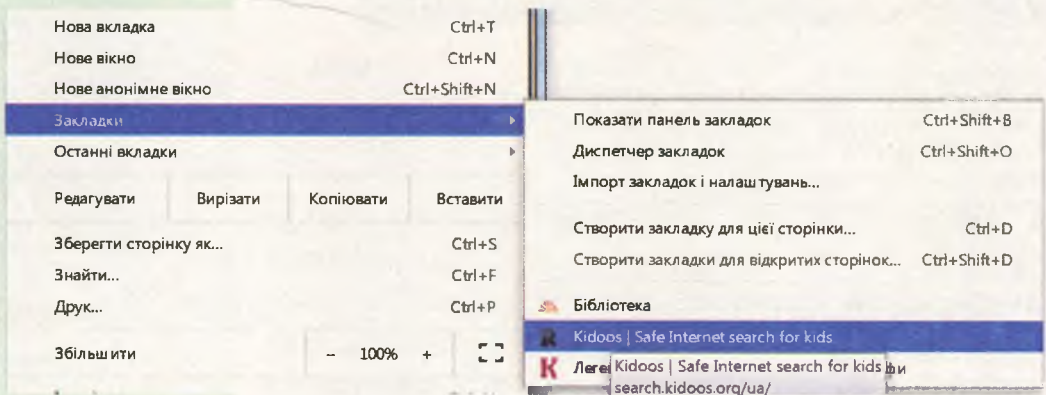 Нова вкладка Ctrl+T
Нове вікно Ctrl+N
Нове анонімне вікно Ctrl+Shift+N
Закладки
Останні вкладки
Редагувати Вирізати Копіювати Вставити
Зберегти сторінку як... Ctrl+S
Знайти... Ctrl+F
Друк... Ctrl+P
Збільшити − 100% +
Показати панель закладок Ctrl+Shift+B
Диспетчер закладок Ctrl+Shift+O
Імпорт закладок і налаштувань...
Створити закладку для цієї сторінки... Ctrl+D
Створити закладки для відкритих сторінок... Ctrl+Shift+D
Бібліотека
Kidoos | Safe Internet search for kids
Kidoos | Safe Internet search for kids
search.kidoos.org/ua/